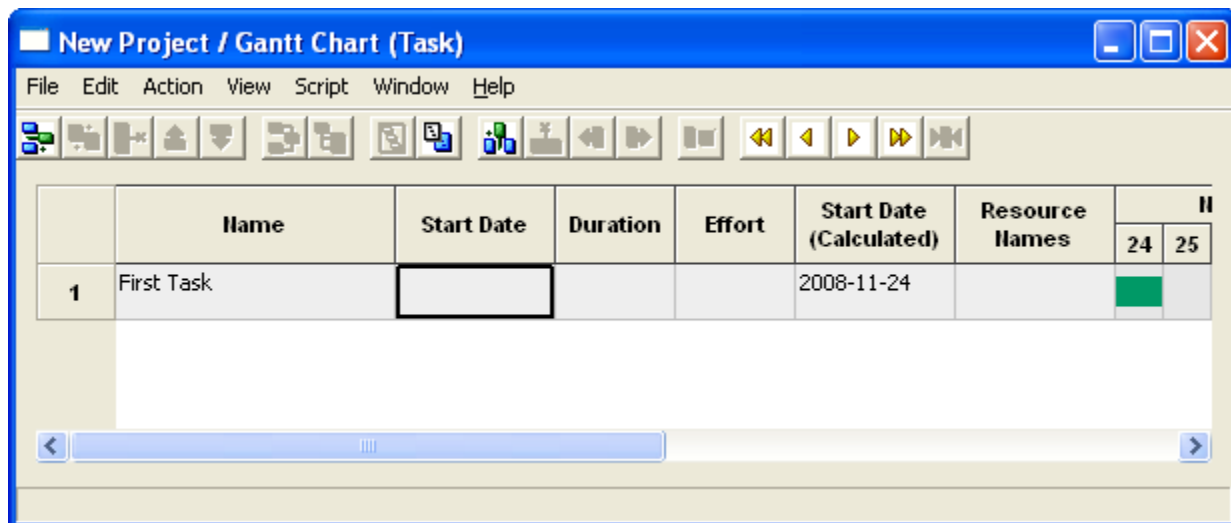 New Project / Gantt Chart (Task)
File Edit Action View Script Window Help
Name Start Date Duration Effort Start Date (Calculated) Resource Names N
24 25
1 First Task 2008-11-24